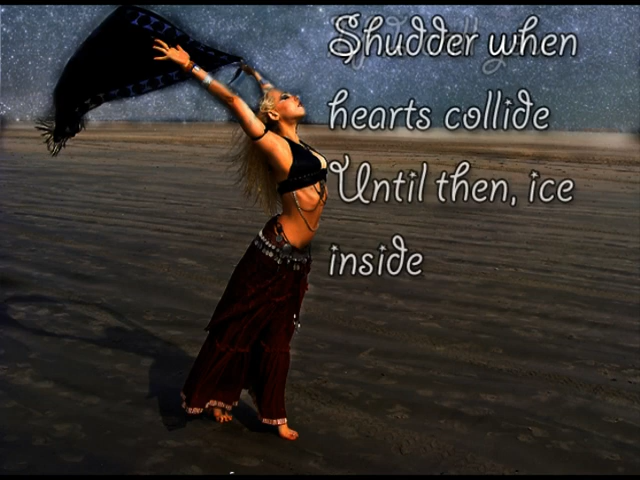 Shudder when
hearts collide
Until then, ice
inside